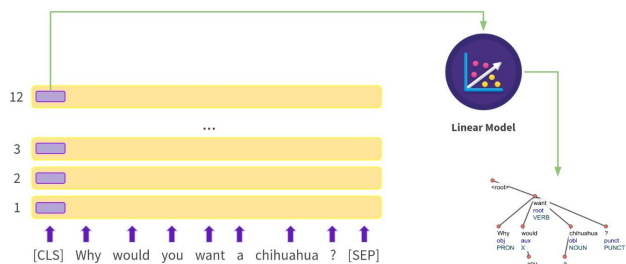 12
...
3
2
1
[CLS] Why would you want a chihuahua ? [SEP]
Linear Model
<root>
want
root
VERB
Why would chihuahua ?
obj aux obl punct
PRON X NOUN PUNCT
you a